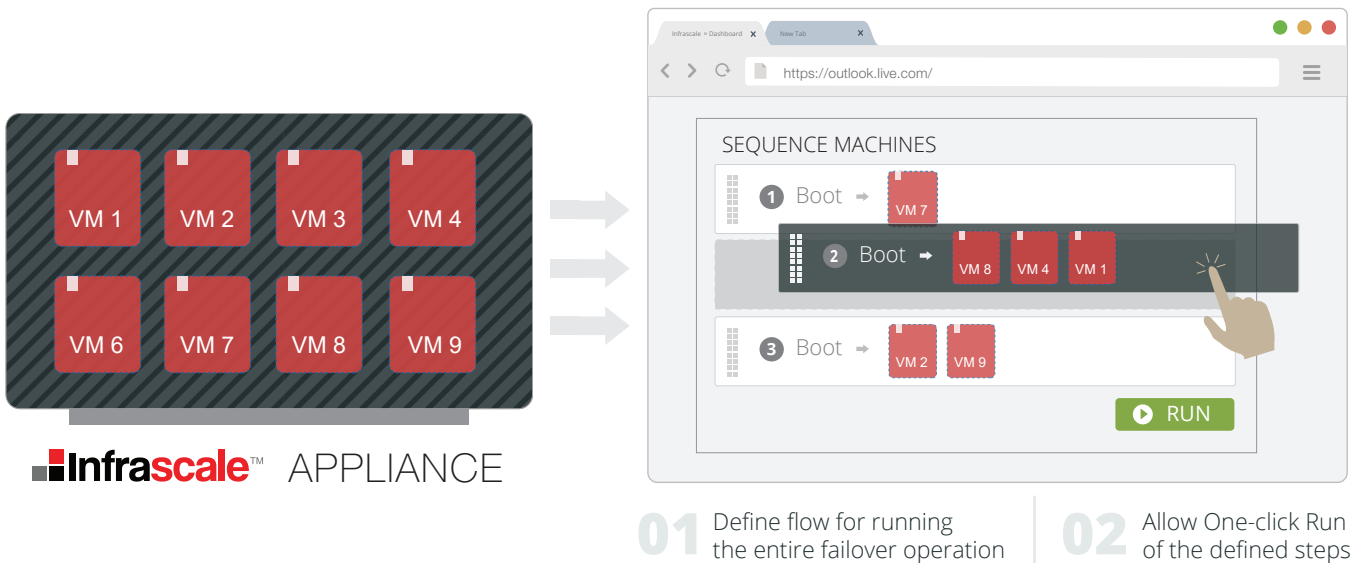 VM 1 VM 2 VM 3 VM 4
VM 6 VM 7 VM 8 VM 9
Infrascale™ APPLIANCE
Infrascale = Dashboard x New Tab x
https://outlook.live.com/
SEQUENCE MACHINES
1 Boot ➡ VM 7
2 Boot ➡ VM 8 VM 4 VM 1
3 Boot ➡ VM 2 VM 9
RUN
01 Define flow for running
the entire failover operation
02 Allow One-click Run
of the defined steps